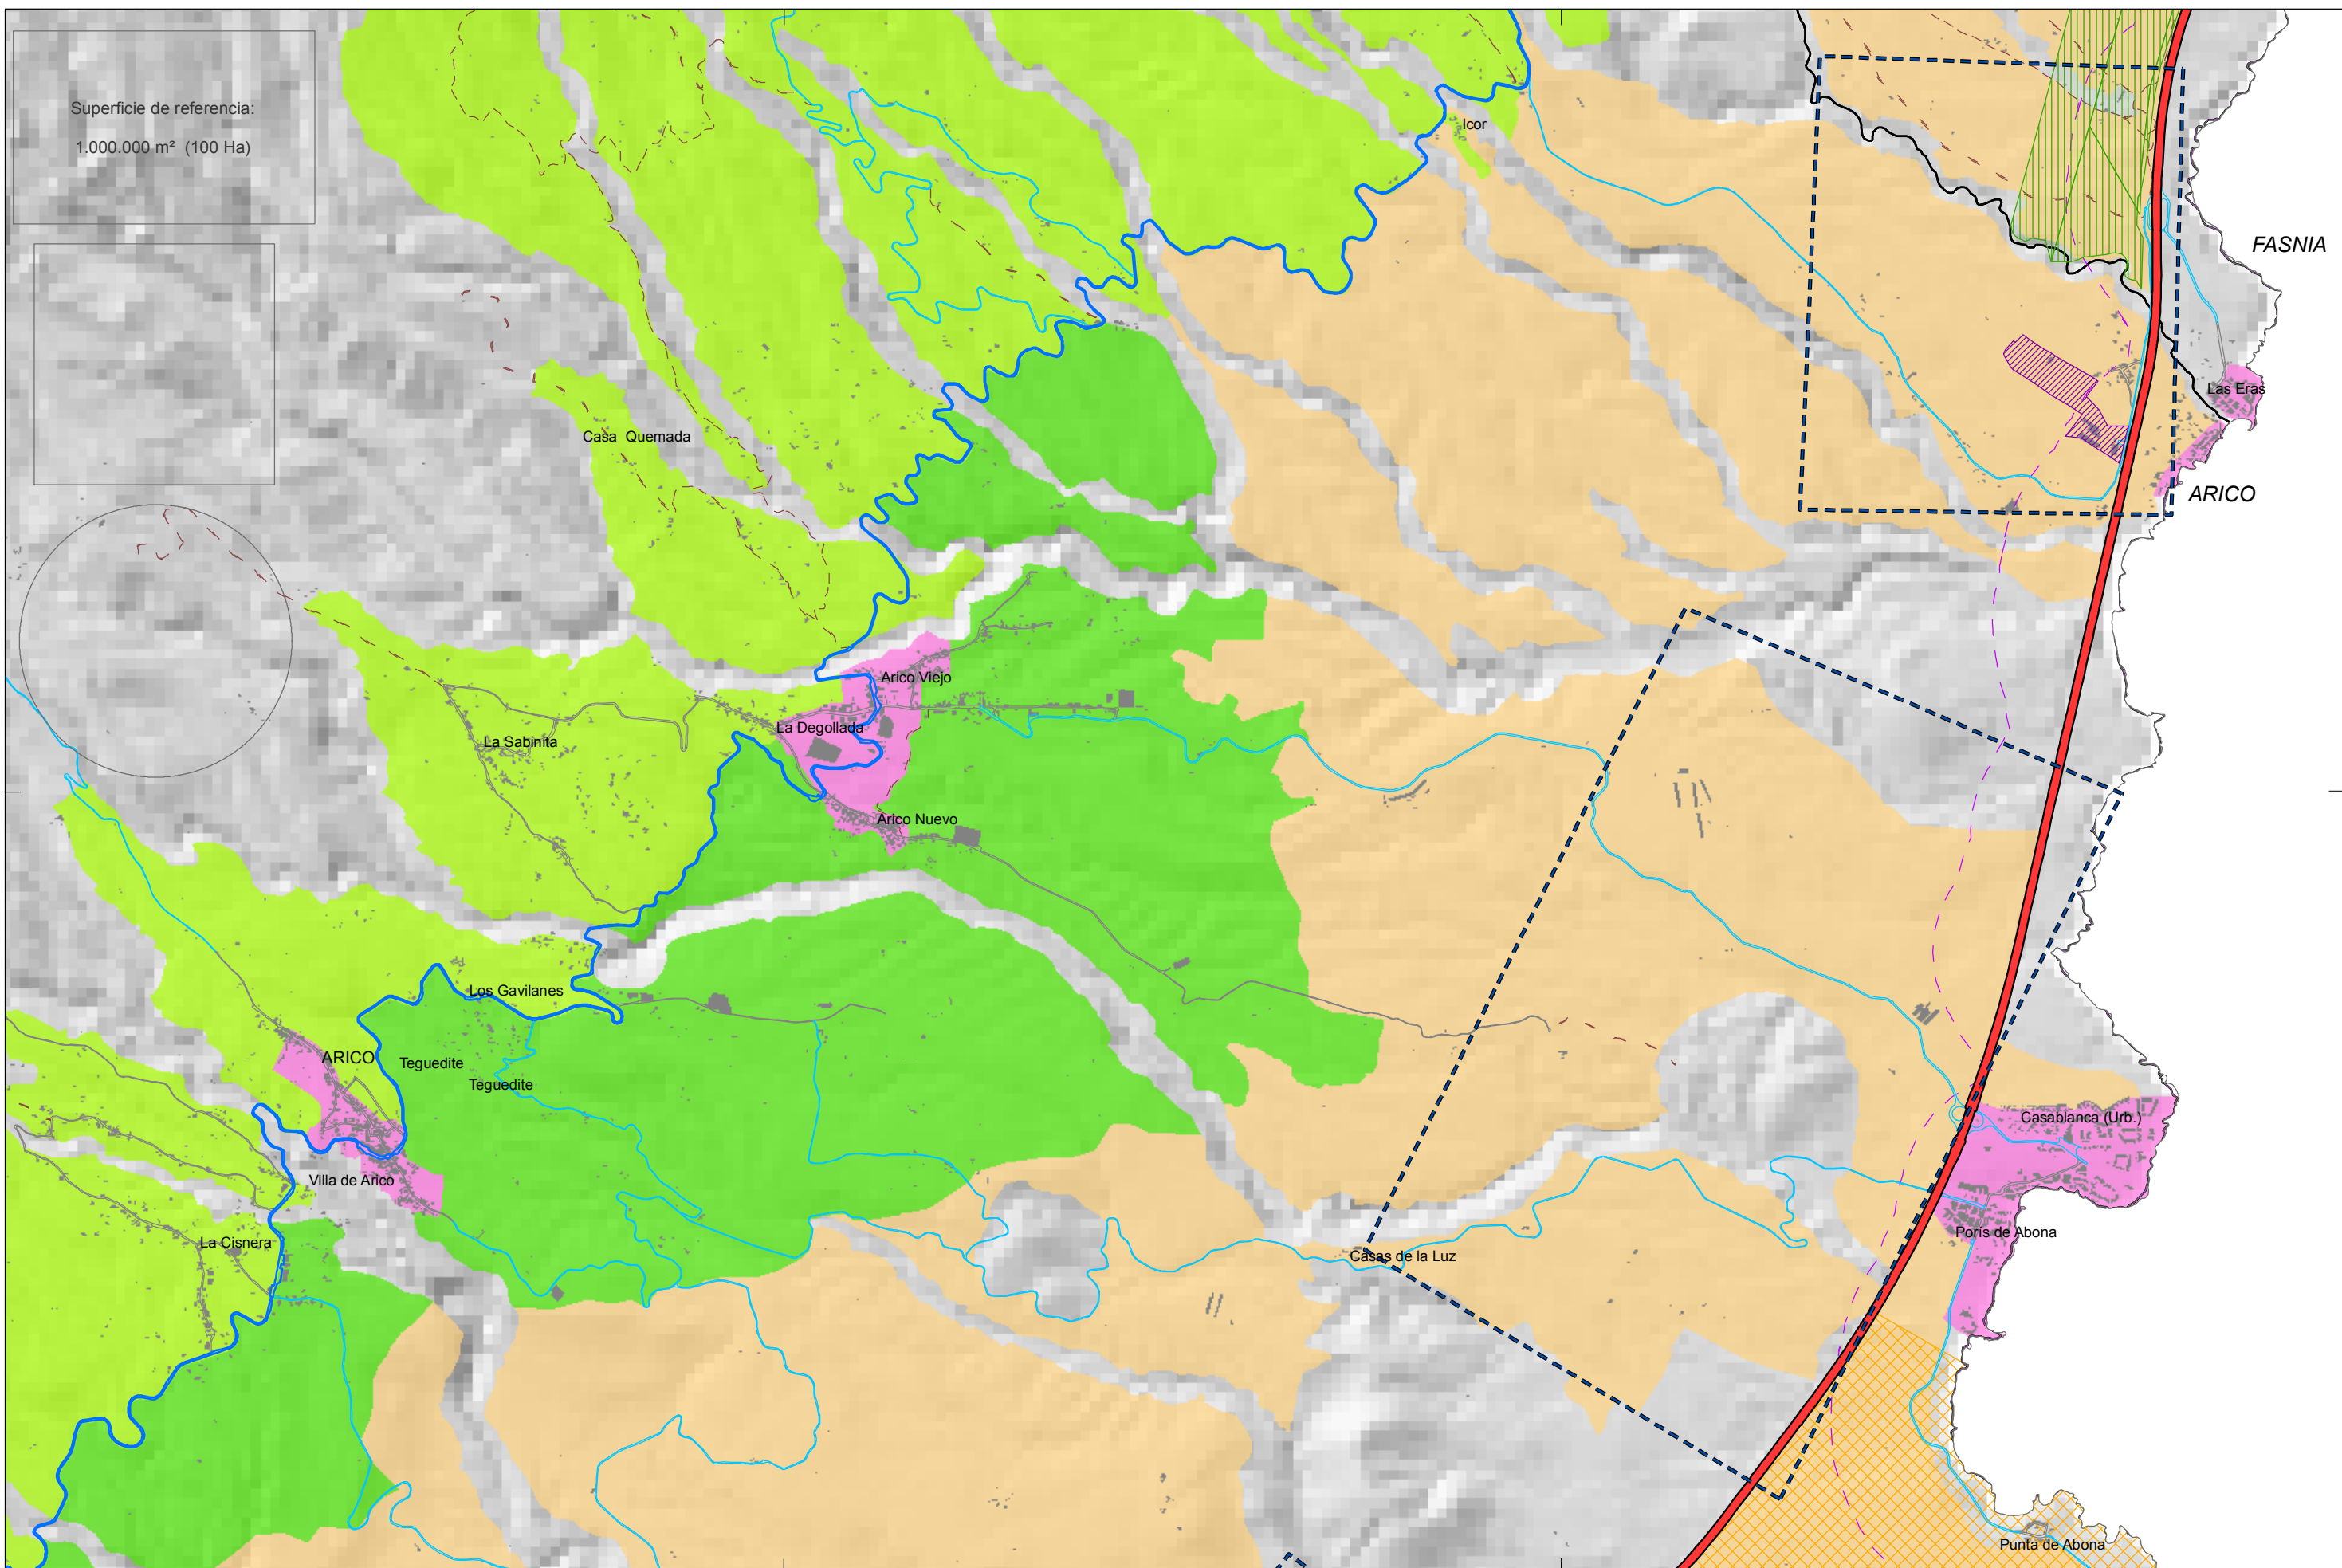 Superficie de referencia:
1.000.000 m² (100 Ha)
Icor
FASNIA
Las Eras
Casa Quemada
ARICO
Arico Viejo
La Degollada
La Sabinita
Arico Nuevo
Los Gavilanes
ARICO
Teguedite
Teguedite
Casablanca (Urb.)
Villa de Arico
Porís de Abona
La Cisnera
Casas de la Luz
Punta de Abona